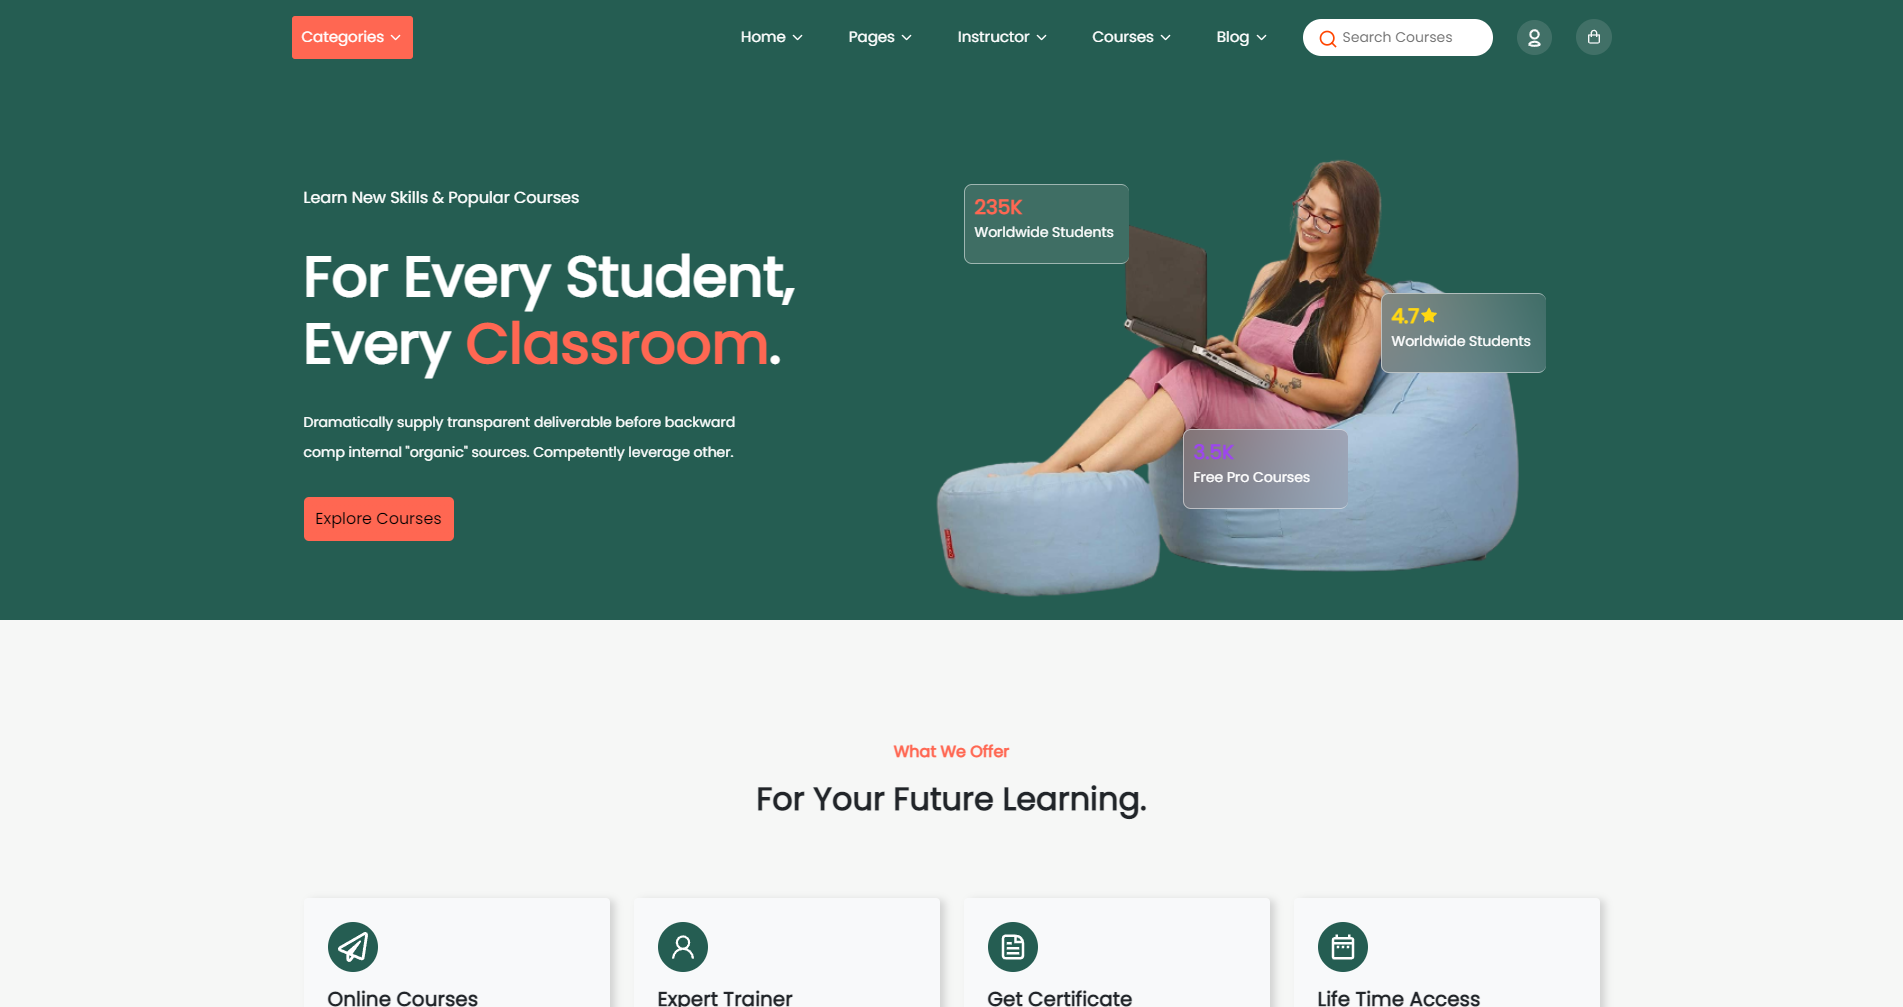 Categories
Home
Pages
Instructor
Courses
Blog
Search Courses
Learn New Skills & Popular Courses
For Every Student,
Every Classroom.
Dramatically supply transparent deliverable before backward
comp internal "organic" sources. Competently leverage other.
Explore Courses
235K
Worldwide Students
4.7
Worldwide Students
3.5K
Free Pro Courses
What We Offer
For Your Future Learning.
Online Courses
Expert Trainer
Get Certificate
Life Time Access